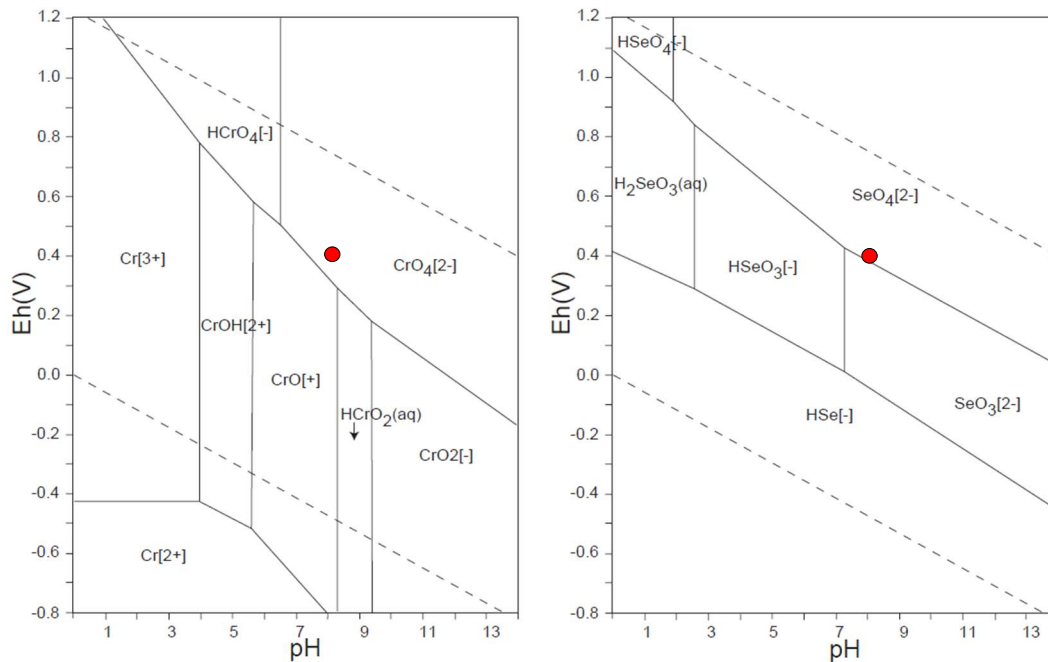 1.2
1.0
0.8
0.6
0.4
0.2
0.0
-0.2
-0.4
-0.6
-0.8
Eh(V)
HCrO4[-]
Cr[3+]
CrO4[2-]
CrOH[2+]
CrO[+]
HCrO2(aq)
CrO2[-]
Cr[2+]
1 3 5 7 9 11 13
pH
1.2
1.0
0.8
0.6
0.4
0.2
0.0
-0.2
-0.4
-0.6
-0.8
Eh(V)
HSeO4[-]
H2SeO3(aq)
SeO4[2-]
HSeO3[-]
HSe[-]
SeO3[2-]
1 3 5 7 9 11 13
pH